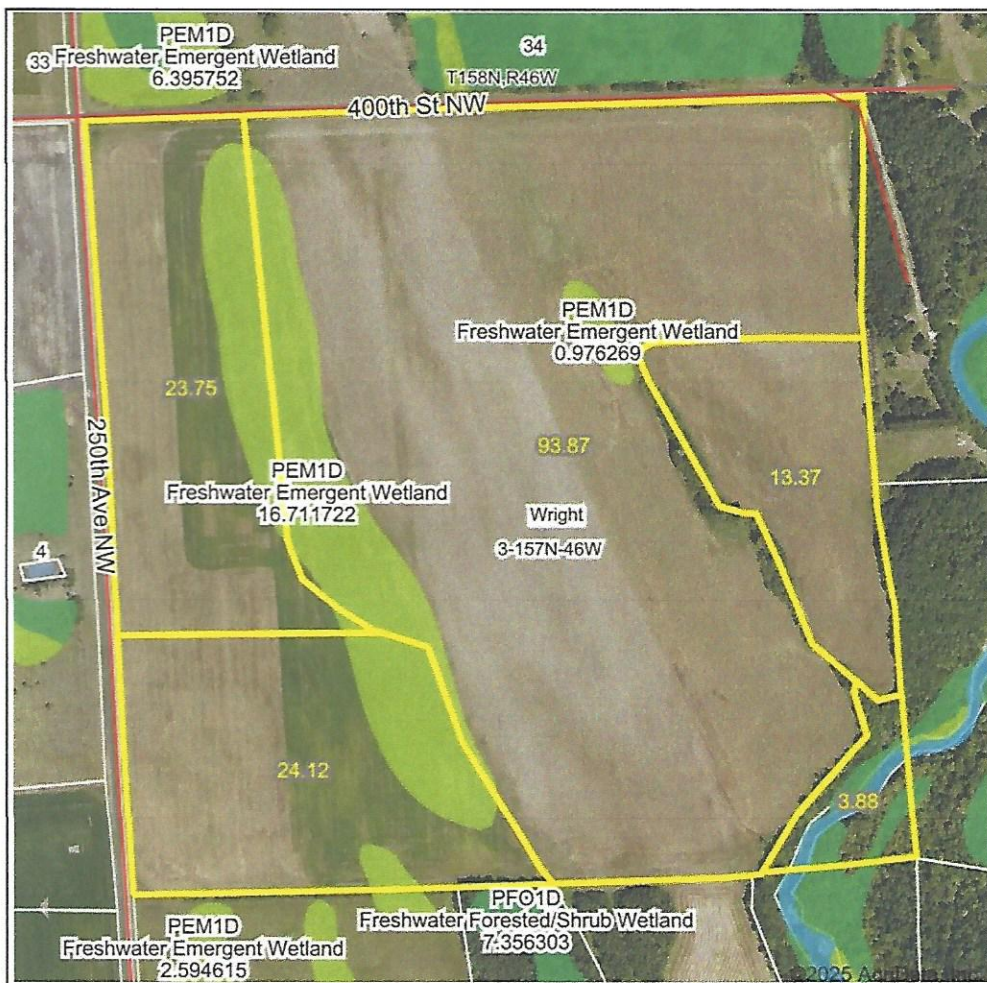 PEM1D
33 Freshwater Emergent Wetland
6.395752
34
T158N,R46W
400th St NW
PEM1D
Freshwater Emergent Wetland
0.976269
23.75
93.87
13.37
250th Ave NW
PEM1D
Freshwater Emergent Wetland
16.711722
Wright
3-157N-46W
4
24.12
3.88
PFO1D
Freshwater Forested/Shrub Wetland
7.356303
PEM1D
Freshwater Emergent Wetland
2.594615
©2025 AgriData, Inc.